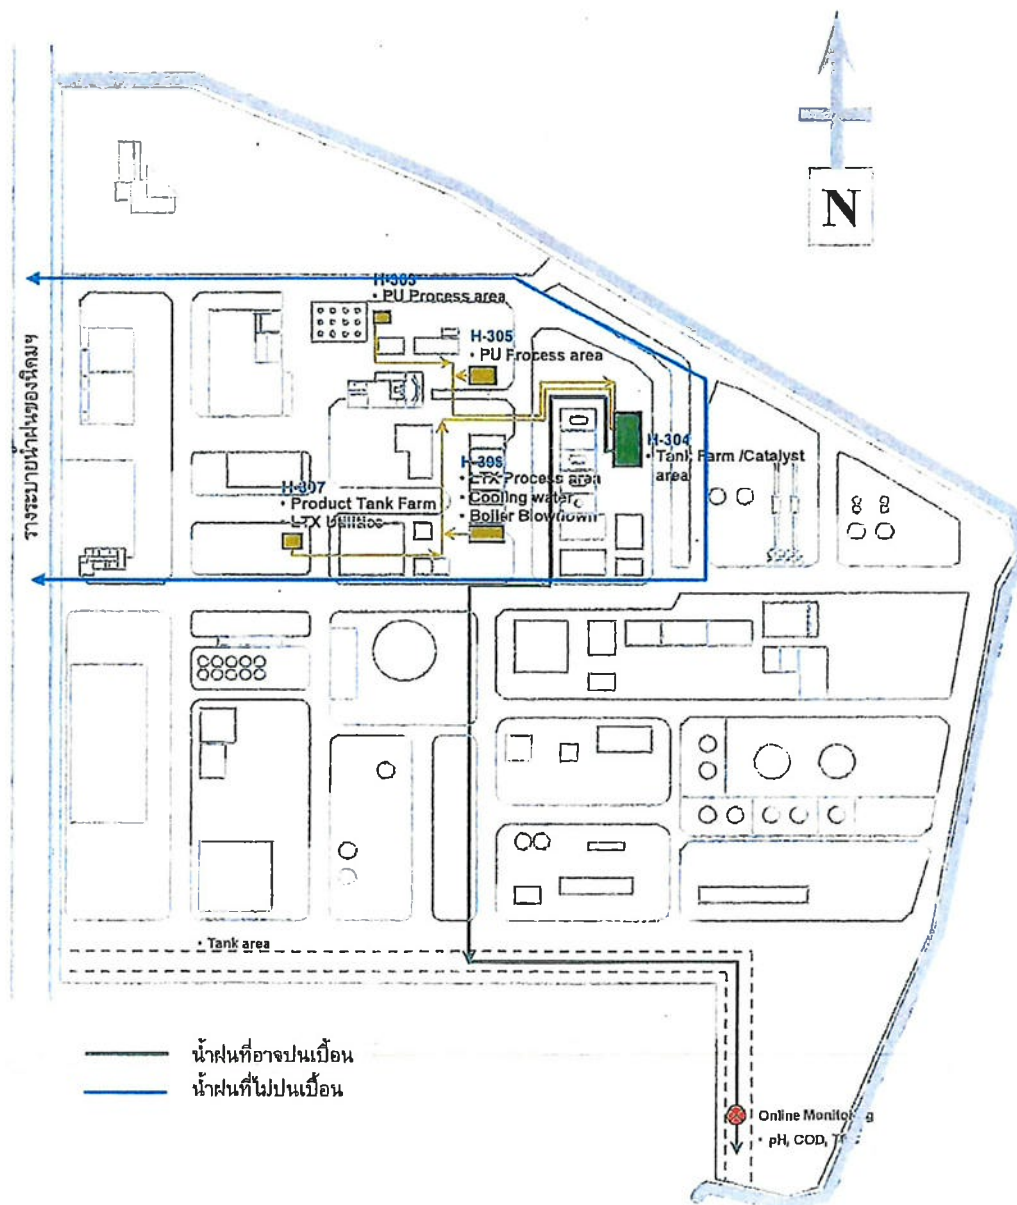 N
รางระบายน้ำฝนของนิคมฯ
H-303
• PU Process area
H-305
• PU Process area
H-304
• Tank Farm /Catalyst
area
H-306
• LTX Process area
• Cooling water
• Boiler Blowdown
H-307
• Product Tank Farm
• LTX Utilities
• Tank area
น้ำฝนที่อาจปนเปื้อน
น้ำฝนที่ไม่ปนเปื้อน
Online Monitoring
• pH, COD,